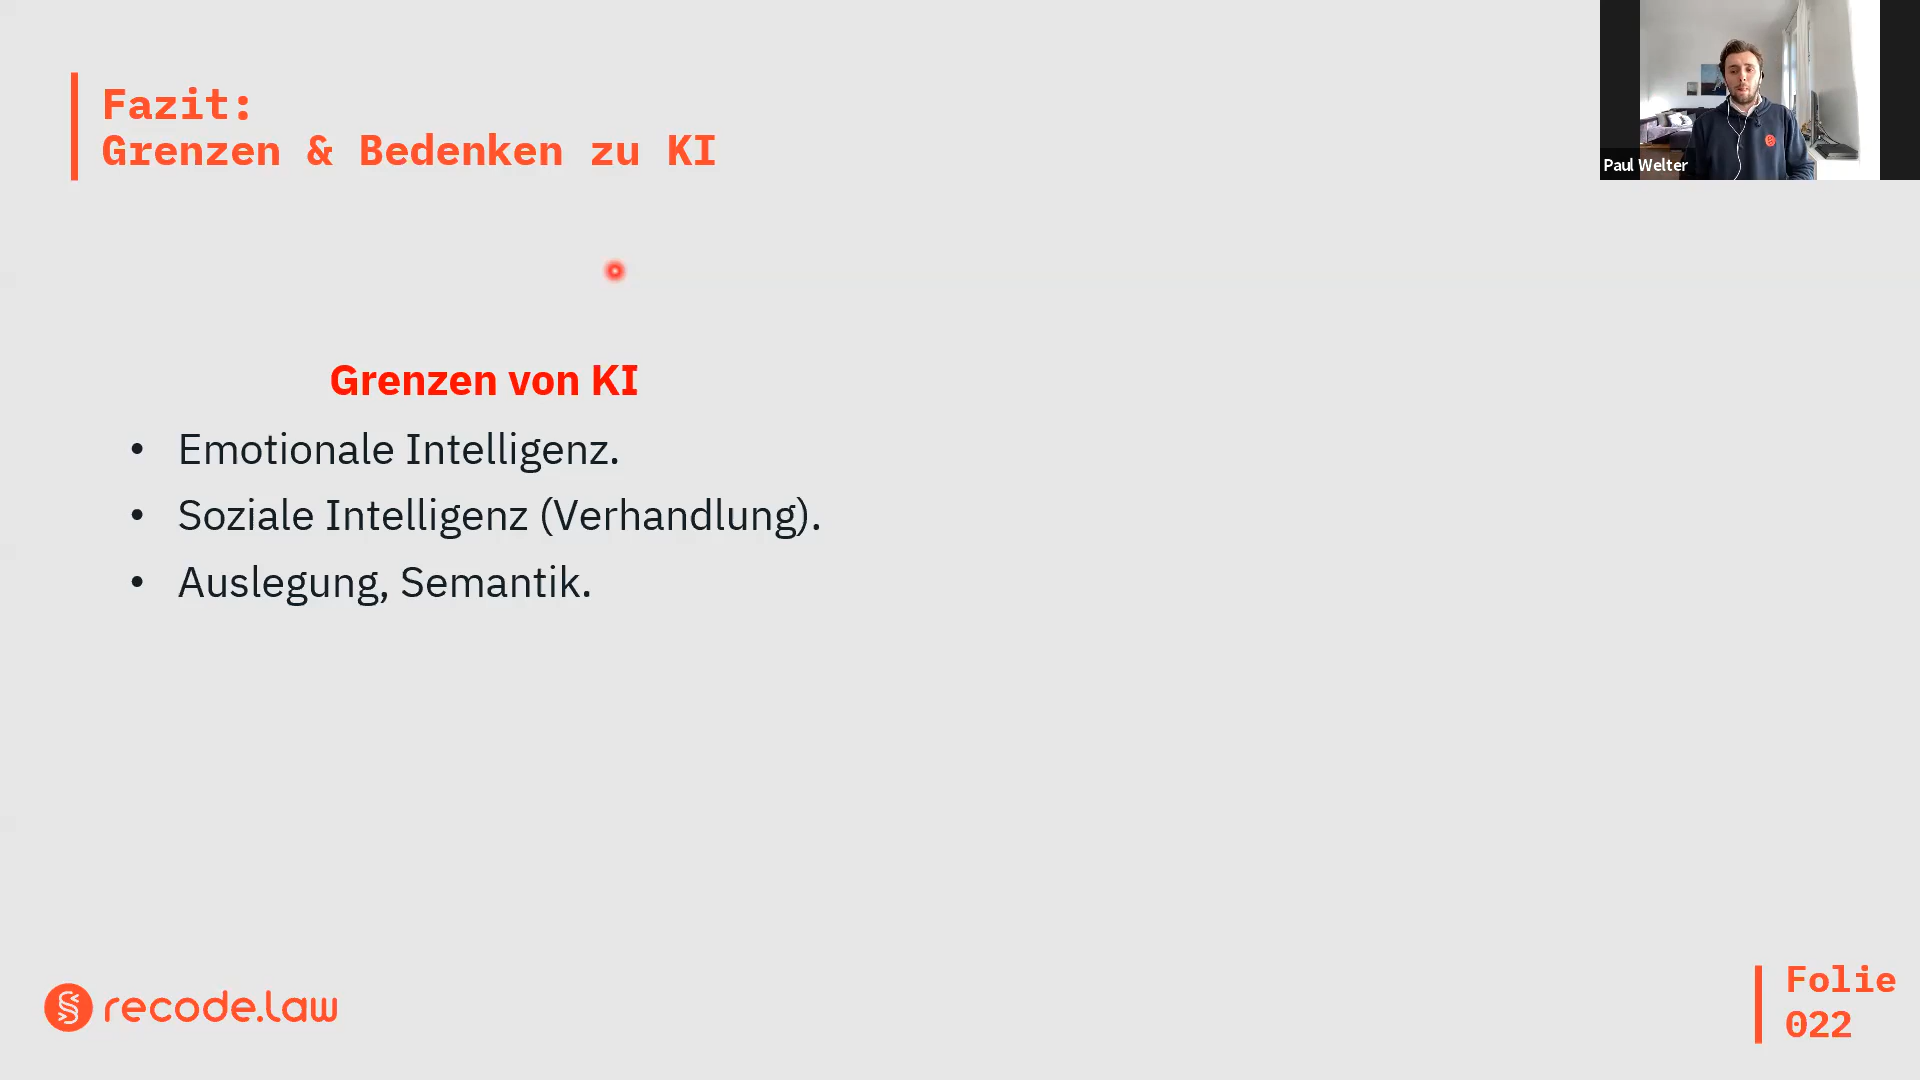 Fazit:
Grenzen & Bedenken zu KI
Paul Welter
Grenzen von KI
• Emotionale Intelligenz.
• Soziale Intelligenz (Verhandlung).
• Auslegung, Semantik.
recode.law
Folie
022